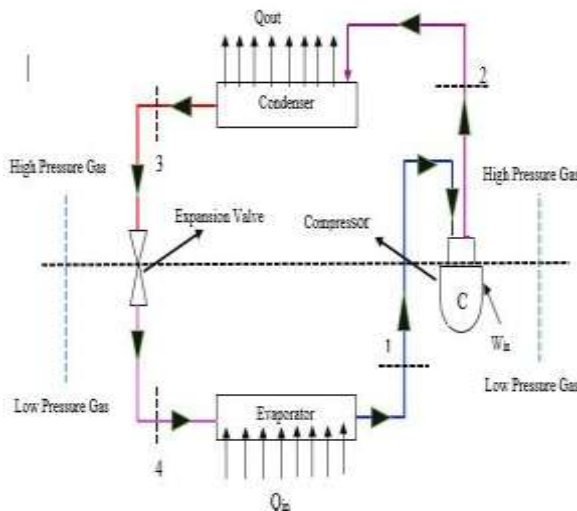 Qout
2
Condenser
3
High Pressure Gas
High Pressure Gas
Expansion Valve
Compressor
C
Win
1
Low Pressure Gas
Low Pressure Gas
Evaporator
4
Qin